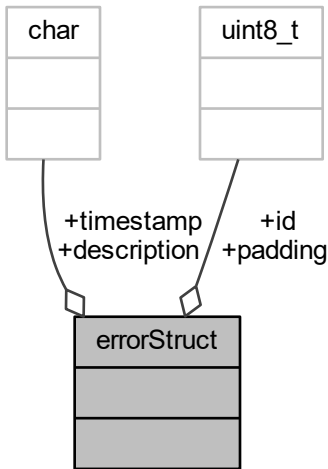 char
uint8_t
+timestamp
+description
+id
+padding
errorStruct